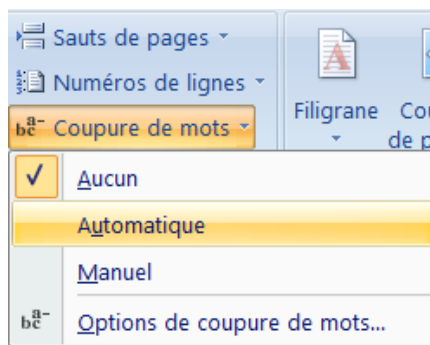 Sauts de pages
Numéros de lignes
Coupure de mots
Filigrane
Aucun
Automatique
Manuel
Options de coupure de mots...